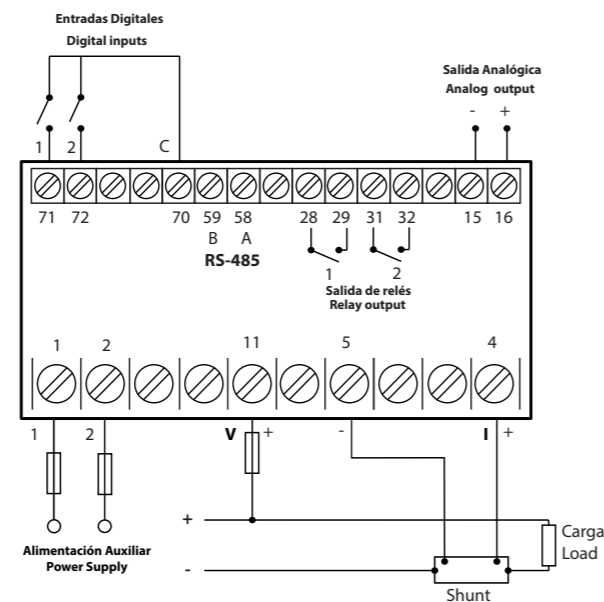 Entradas Digitales
Digital inputs
Salida Analógica
Analog output
- +
1 2 C
71 72 70 59 58 28 29 31 32 15 16
B A
RS-485
1 2
Salida de relés
Relay output
1 2 11 5 4
1 2 V + - I +
+
-
Alimentación Auxiliar
Power Supply
Carga
Load
Shunt